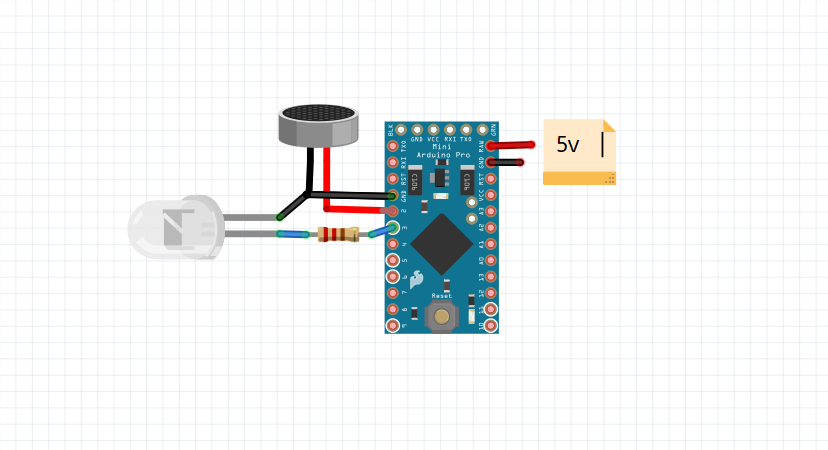 BLK
GND VCC RXI TXO
GRN
Mini
Arduino Pro
TXO
RXI
RST
GND
2
3
4
5
6
7
8
9
RAW
GND
RST
VCC
A3
A2
A1
A0
13
12
11
10
Reset
5v